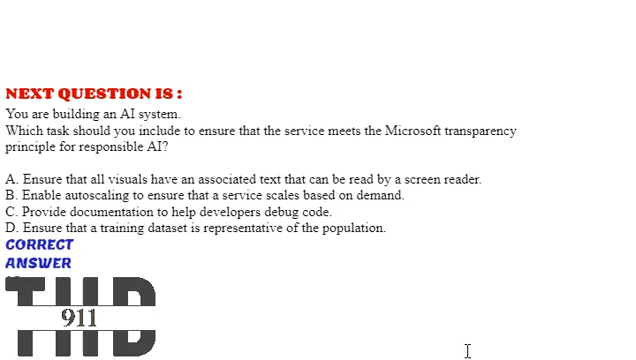 NEXT QUESTION IS :
You are building an AI system.
Which task should you include to ensure that the service meets the Microsoft transparency
principle for responsible AI?
A. Ensure that all visuals have an associated text that can be read by a screen reader.
B. Enable autoscaling to ensure that a service scales based on demand.
C. Provide documentation to help developers debug code.
D. Ensure that a training dataset is representative of the population.
CORRECT
ANSWER
THD
911